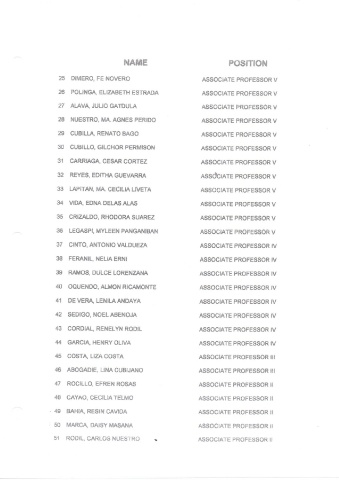 NAME POSITION
25 DIMERO, FE NOVERO ASSOCIATE PROFESSOR V
26 POLINGA, ELIZABETH ESTRADA ASSOCIATE PROFESSOR V
27 ALAVA, JULIO GATDULA ASSOCIATE PROFESSOR V
28 NUESTRO, MA. AGNES PERIDO ASSOCIATE PROFESSOR V
29 CUBILLA, RENATO BAGO ASSOCIATE PROFESSOR V
30 CUBILLO, GILCHOR PERMISON ASSOCIATE PROFESSOR V
31 CARRIAGA, CESAR CORTEZ ASSOCIATE PROFESSOR V
32 REYES, EDITHA GUEVARRA ASSOCIATE PROFESSOR V
33 LAPITAN, MA. CECILIA LIVETA ASSOCIATE PROFESSOR V
34 VIDA, EDNA DELAS ALAS ASSOCIATE PROFESSOR V
35 CRIZALDO, RHODORA SUAREZ ASSOCIATE PROFESSOR V
36 LEGASPI, MYLEEN PANGANIBAN ASSOCIATE PROFESSOR V
37 CINTO, ANTONIO VALDUEZA ASSOCIATE PROFESSOR IV
38 FERANIL, NELIA ERNI ASSOCIATE PROFESSOR IV
39 RAMOS, DULCE LORENZANA ASSOCIATE PROFESSOR IV
40 OGUENDO, ALMON RICAMONTE ASSOCIATE PROFESSOR IV
41 DE VERA, LENILA ANDAYA ASSOCIATE PROFESSOR IV
42 SEDIGO, NOEL ABENOJA ASSOCIATE PROFESSOR IV
43 CORDIAL, RENELYN RODIL ASSOCIATE PROFESSOR IV
44 GARCIA, HENRY OLIVA ASSOCIATE PROFESSOR IV
45 COSTA, LIZA COSTA ASSOCIATE PROFESSOR III
46 ABOGADIE, LINA CUBIJANO ASSOCIATE PROFESSOR III
47 ROCILLO, EFREN ROSAS ASSOCIATE PROFESSOR II
48 CAYAO, CECILIA TELMO ASSOCIATE PROFESSOR II
49 BAHIA, RESIN CAVIDA ASSOCIATE PROFESSOR II
50 MARCA, DAISY MASANA ASSOCIATE PROFESSOR II
51 RODIL, CARLOS NUESTRO ASSOCIATE PROFESSOR II